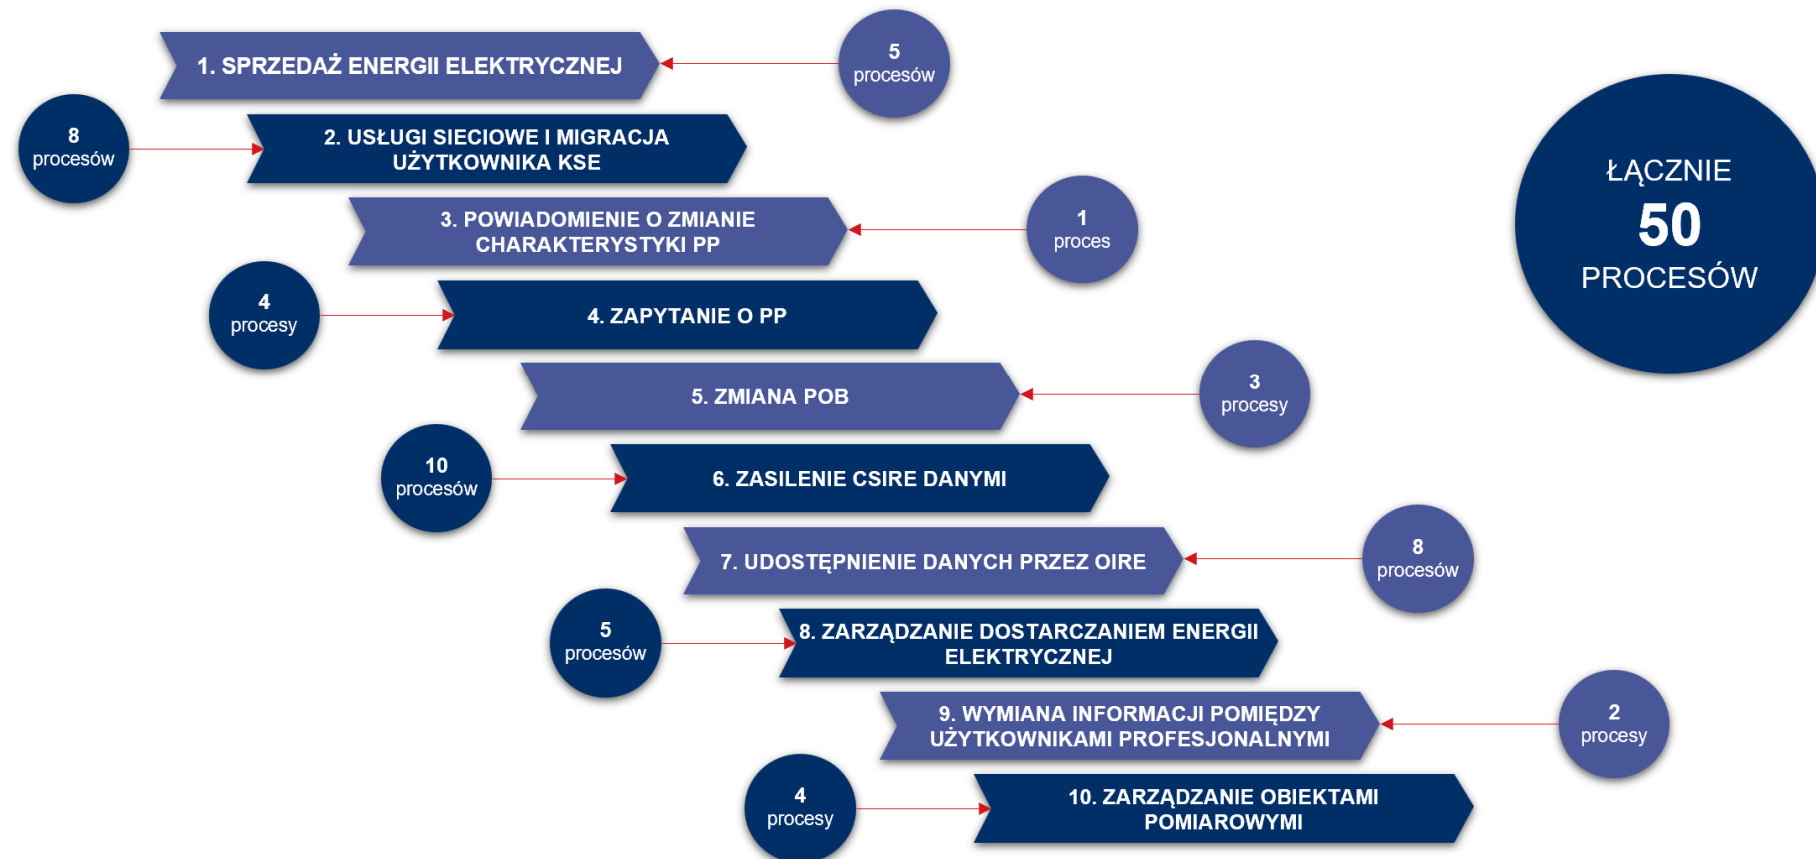 1. SPRZEDAŻ ENERGII ELEKTRYCZNEJ
5
procesów
8
procesów
2. USŁUGI SIECIOWE I MIGRACJA
UŻYTKOWNIKA KSE
3. POWIADOMIENIE O ZMIANIE
CHARAKTERYSTYKI PP
1
proces
4
procesy
4. ZAPYTANIE O PP
5. ZMIANA POB
3
procesy
10
procesów
6. ZASILENIE CSIRE DANYMI
7. UDOSTĘPNIENIE DANYCH PRZEZ OIRE
8
procesów
5
procesów
8. ZARZĄDZANIE DOSTARCZANIEM ENERGII
ELEKTRYCZNEJ
9. WYMIANA INFORMACJI POMIĘDZY
UŻYTKOWNIKAMI PROFESJONALNYMI
2
procesy
4
procesy
10. ZARZĄDZANIE OBIEKTAMI
POMIAROWYMI
ŁĄCZNIE
50
PROCESÓW